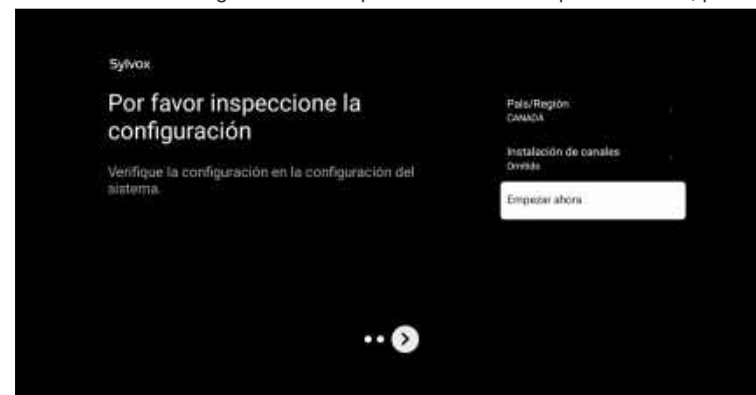 Sylvox
Por favor inspeccione la
configuración
Verifique la configuración en la configuración del
sistema.
País/Región
CANADA
Instalación de canales
Omitido
Empezar ahora